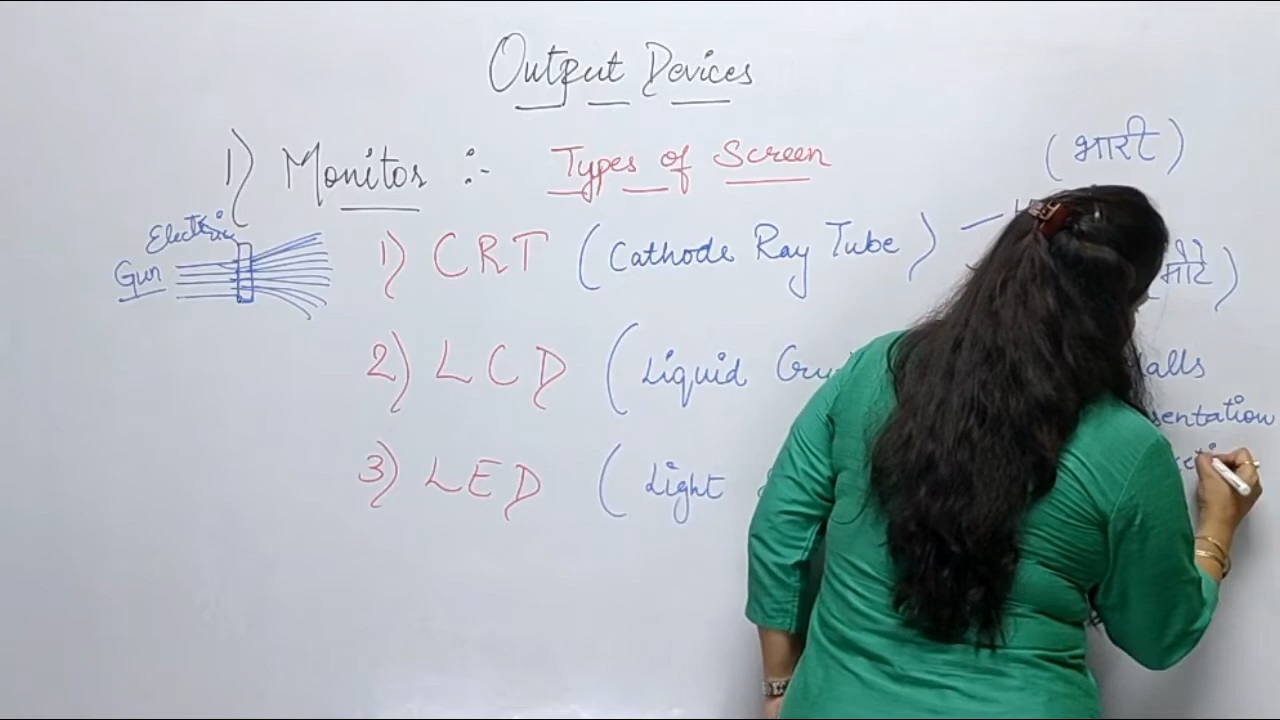 Output Devices
1) Monitor :- Types of Screen
(भारी)
Electric
Gun
1) CRT (Cathode Ray Tube) –
मोटे)
2) LCD (Liquid
3) LED (Light